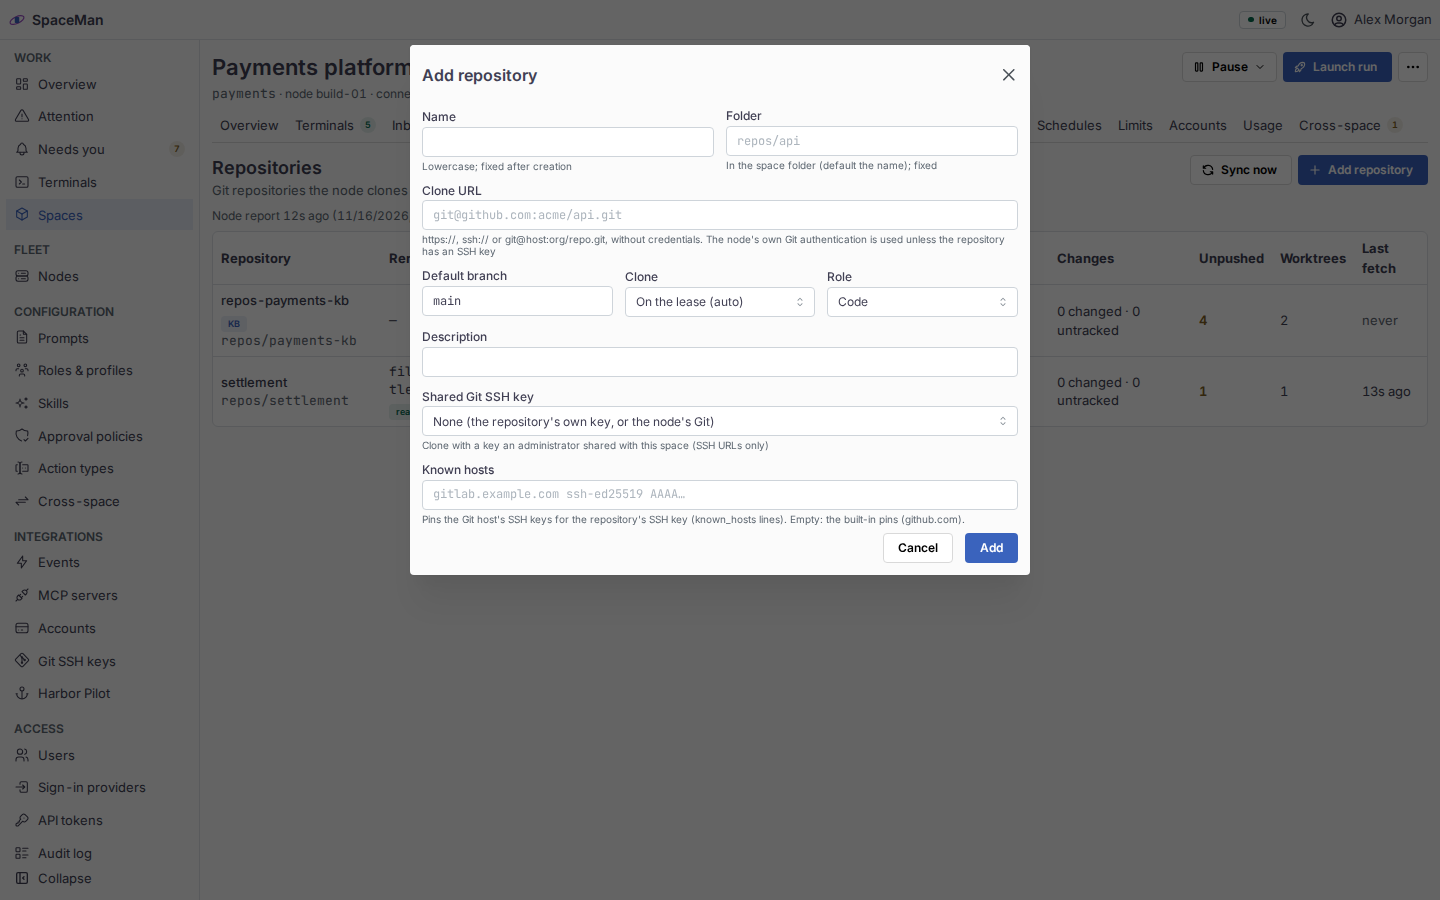 SpaceMan
live
Alex Morgan
WORK
Overview
Attention
Needs you 7
Terminals
Spaces
FLEET
Nodes
CONFIGURATION
Prompts
Roles & profiles
Skills
Approval policies
Action types
Cross-space
INTEGRATIONS
Events
MCP servers
Accounts
Git SSH keys
Harbor Pilot
ACCESS
Users
Sign-in providers
API tokens
Audit log
Collapse
Payments platform
payments · node build-01 ·
Pause
Launch run
Overview Terminals 5
Schedules Limits Accounts Usage Cross-space 1
Repositories
Git repositories the node clones
Node report 12s ago (11/16/2026
Sync now
Add repository
Repository
Changes Unpushed Worktrees Last
fetch
repos-payments-kb
KB
repos/payments-kb
–
0 changed · 0
untracked
4 2 never
settlement
repos/settlement
0 changed · 0
untracked
1 1 13s ago
Add repository
Name
Lowercase; fixed after creation
Folder
repos/api
In the space folder (default the name); fixed
Clone URL
git@github.com:acme/api.git
https://, ssh:// or git@host:org/repo.git, without credentials. The node's own Git authentication is used unless the repository
has an SSH key
Default branch
main
Clone
On the lease (auto)
Role
Code
Description
Shared Git SSH key
None (the repository's own key, or the node's Git)
Clone with a key an administrator shared with this space (SSH URLs only)
Known hosts
gitlab.example.com ssh-ed25519 AAAA…
Pins the Git host's SSH keys for the repository's SSH key (known_hosts lines). Empty: the built-in pins (github.com).
Cancel
Add